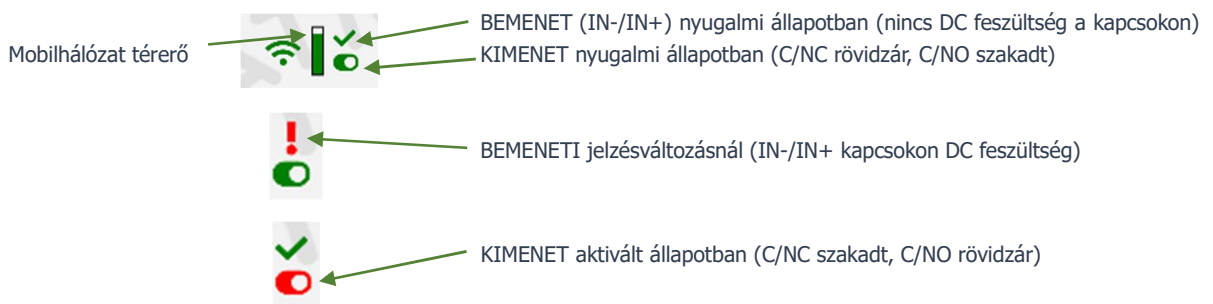 BEMENET (IN-/IN+) nyugalmi állapotban (nincs DC feszültség a kapcsokon)
Mobilhálózat térerő
KIMENET nyugalmi állapotban (C/NC rövidzár, C/NO szakadt)
BEMENETI jelzésváltozásnál (IN-/IN+ kapcsokon DC feszültség)
KIMENET aktivált állapotban (C/NC szakadt, C/NO rövidzár)